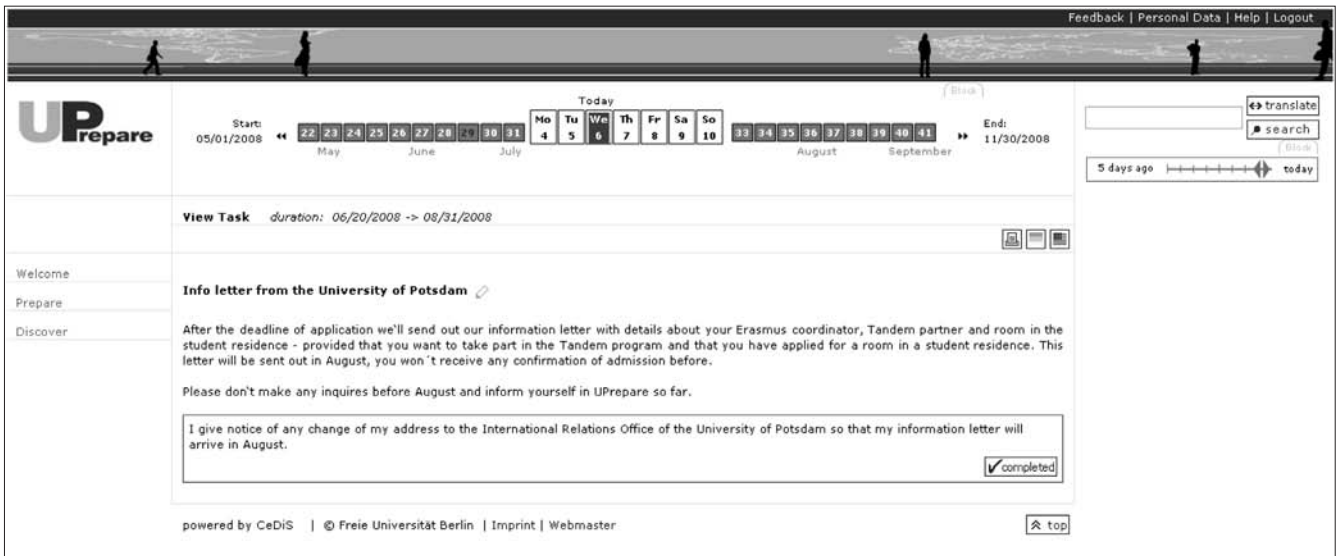 Feedback | Personal Data | Help | Logout
UPrepare
Start:
05/01/2008
22 23 24 25 26 27 28 29 30 31
May June July
Today
Mo Tu We Th Fr Sa So
4 5 6 7 8 9 10
Block
33 34 35 36 37 38 39 40 41
August September
End:
11/30/2008
translate
search
Block
5 days ago today
View Task duration: 06/20/2008 -> 08/31/2008
Welcome
Prepare
Discover
Info letter from the University of Potsdam
After the deadline of application we'll send out our information letter with details about your Erasmus coordinator, Tandem partner and room in the
student residence - provided that you want to take part in the Tandem program and that you have applied for a room in a student residence. This
letter will be sent out in August, you won´t receive any confirmation of admission before.
Please don't make any inquires before August and inform yourself in UPrepare so far.
I give notice of any change of my address to the International Relations Office of the University of Potsdam so that my information letter will
arrive in August.
completed
powered by CeDiS | © Freie Universität Berlin | Imprint | Webmaster
top